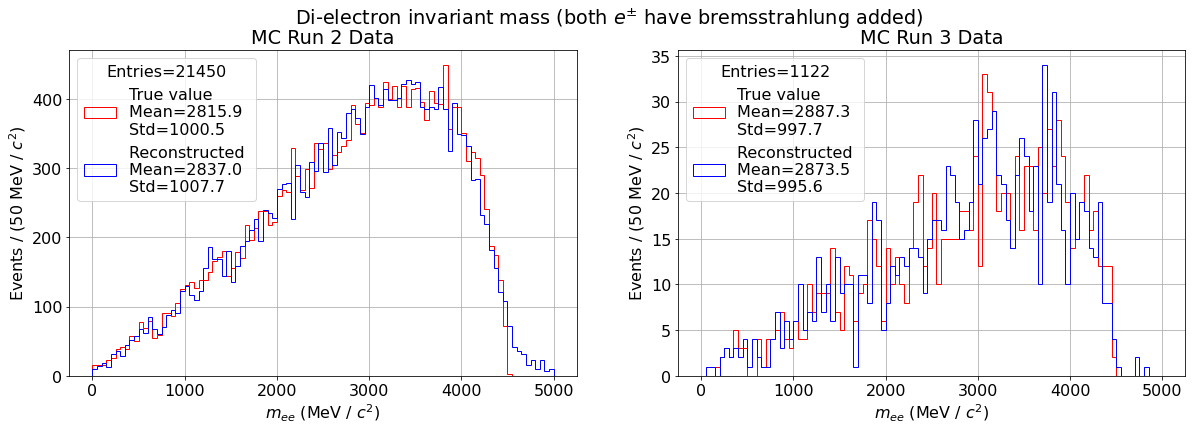 Di-electron invariant mass (both e± have bremsstrahlung added)
MC Run 2 Data
Entries=21450
True value
Mean=2815.9
Std=1000.5
Reconstructed
Mean=2837.0
Std=1007.7
Events / (50 MeV / c²)
400
300
200
100
0
0 1000 2000 3000 4000 5000
m_ee (MeV / c²)
MC Run 3 Data
Entries=1122
True value
Mean=2887.3
Std=997.7
Reconstructed
Mean=2873.5
Std=995.6
Events / (50 MeV / c²)
35
30
25
20
15
10
5
0
0 1000 2000 3000 4000 5000
m_ee (MeV / c²)